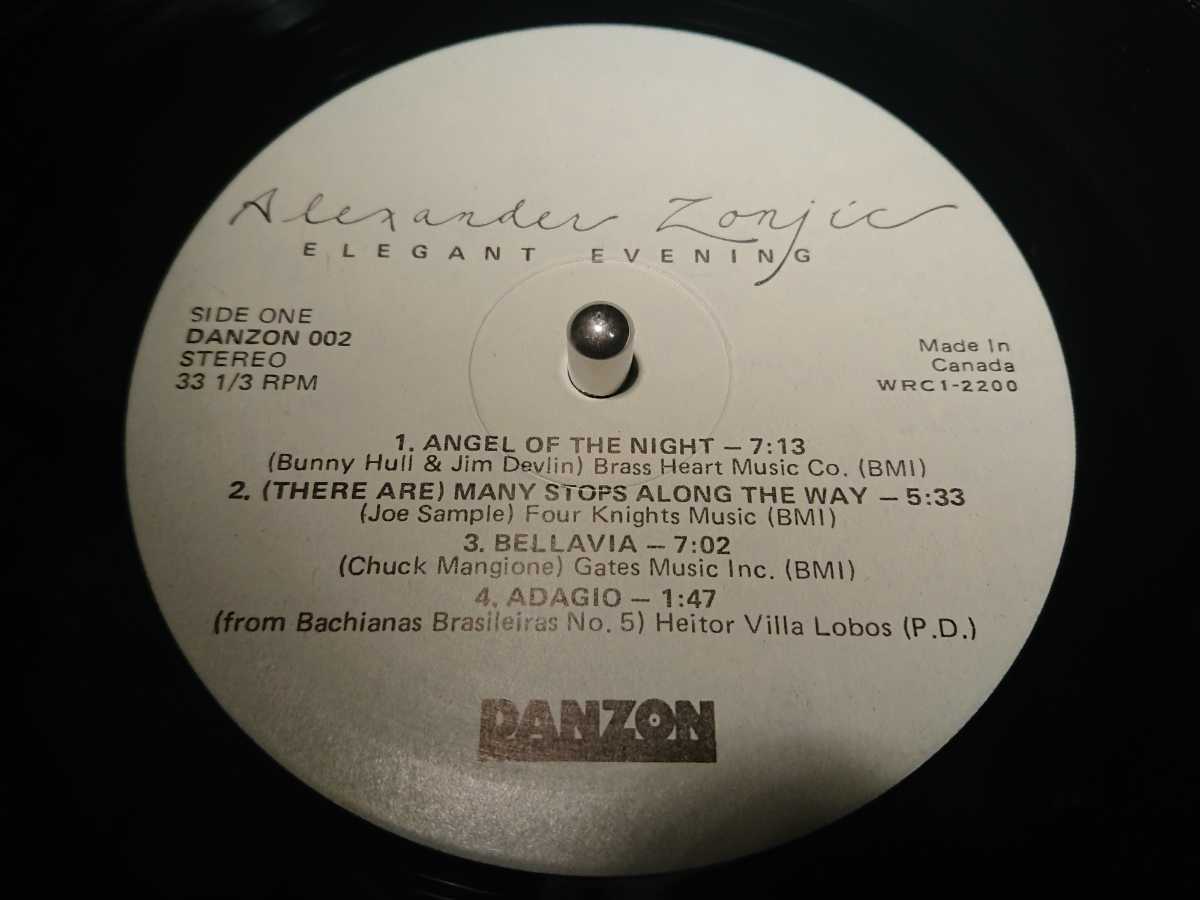 Alexander Zonjic
ELEGANT EVENING
SIDE ONE
DANZON 002
STEREO
33 1/3 RPM
Made In
Canada
WRC1-2200
1. ANGEL OF THE NIGHT – 7:13
(Bunny Hull & Jim Devlin) Brass Heart Music Co. (BMI)
2. (THERE ARE) MANY STOPS ALONG THE WAY – 5:33
(Joe Sample) Four Knights Music (BMI)
3. BELLAVIA – 7:02
(Chuck Mangione) Gates Music Inc. (BMI)
4. ADAGIO – 1:47
(from Bachianas Brasileiras No. 5) Heitor Villa Lobos (P.D.)
DANZON